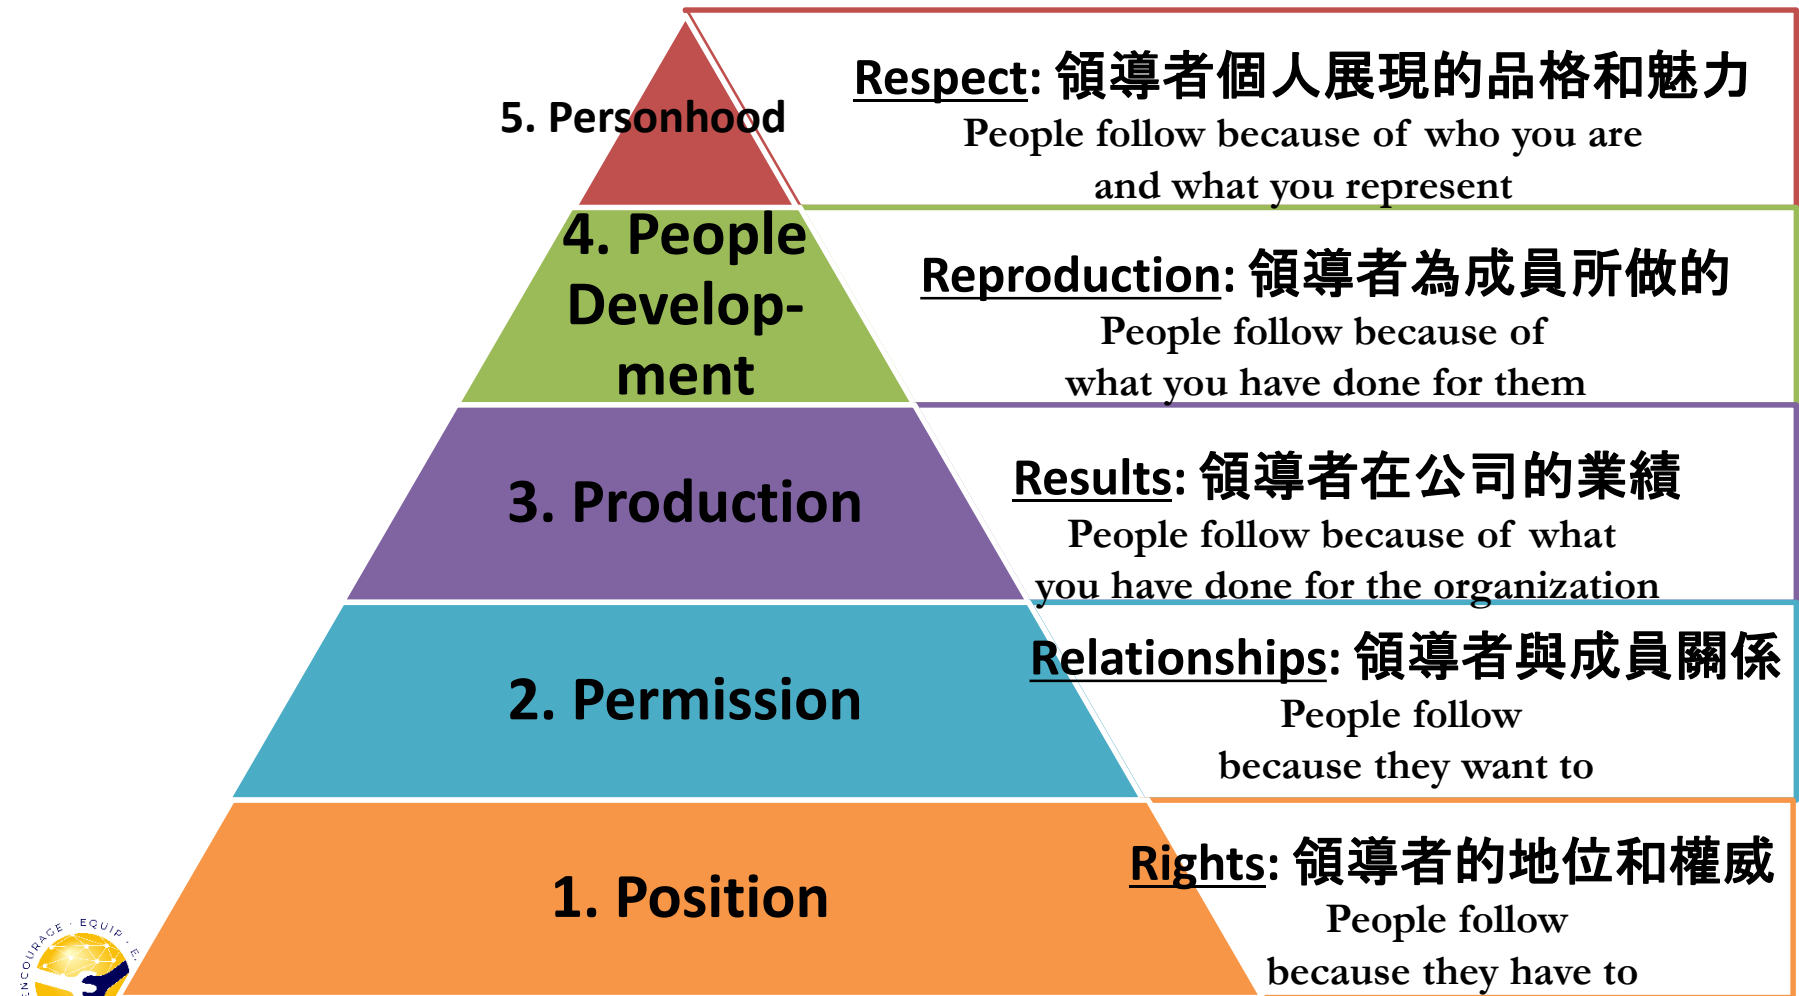 5. Personhood
Respect: 領導者個人展現的品格和魅力
People follow because of who you are
and what you represent
4. People
Develop-
ment
Reproduction: 領導者為成員所做的
People follow because of
what you have done for them
3. Production
Results: 領導者在公司的業績
People follow because of what
you have done for the organization
2. Permission
Relationships: 領導者與成員關係
People follow
because they want to
1. Position
Rights: 領導者的地位和權威
People follow
because they have to
ENCOURAGE · EQUIP · E